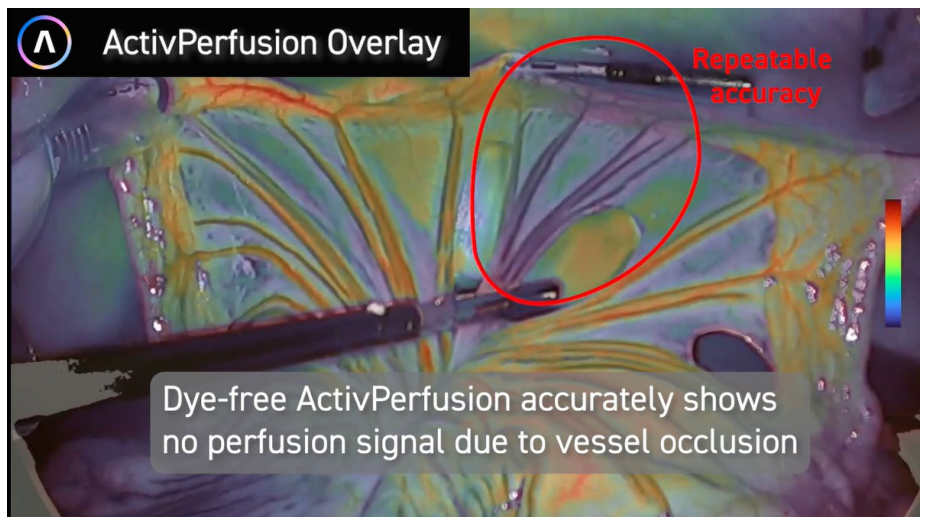 ActivPerfusion Overlay
Repeatable
accuracy
Dye-free ActivPerfusion accurately shows
no perfusion signal due to vessel occlusion